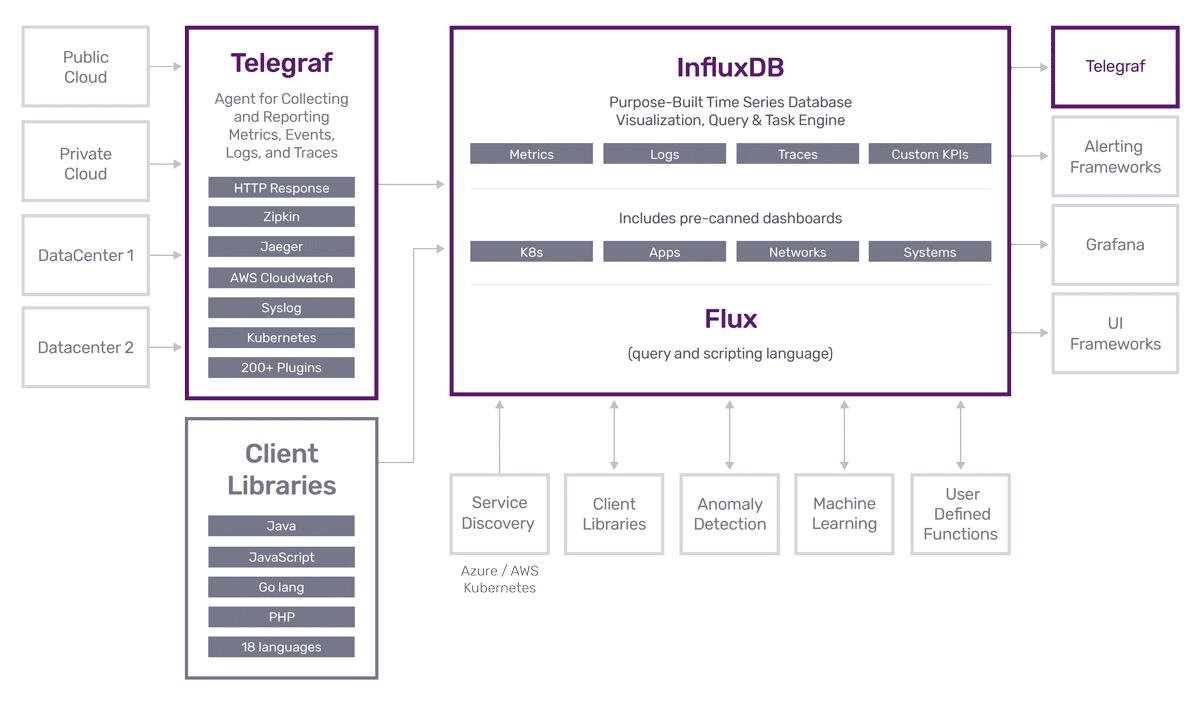 Public
Cloud
Private
Cloud
DataCenter 1
Datacenter 2
Telegraf
Agent for Collecting
and Reporting
Metrics, Events,
Logs, and Traces
HTTP Response
Zipkin
Jaeger
AWS Cloudwatch
Syslog
Kubernetes
200+ Plugins
Client
Libraries
Java
JavaScript
Go lang
PHP
18 languages
InfluxDB
Purpose-Built Time Series Database
Visualization, Query & Task Engine
Metrics
Logs
Traces
Custom KPIs
Includes pre-canned dashboards
K8s
Apps
Networks
Systems
Flux
(query and scripting language)
Service
Discovery
Azure / AWS
Kubernetes
Client
Libraries
Anomaly
Detection
Machine
Learning
User
Defined
Functions
Telegraf
Alerting
Frameworks
Grafana
UI
Frameworks